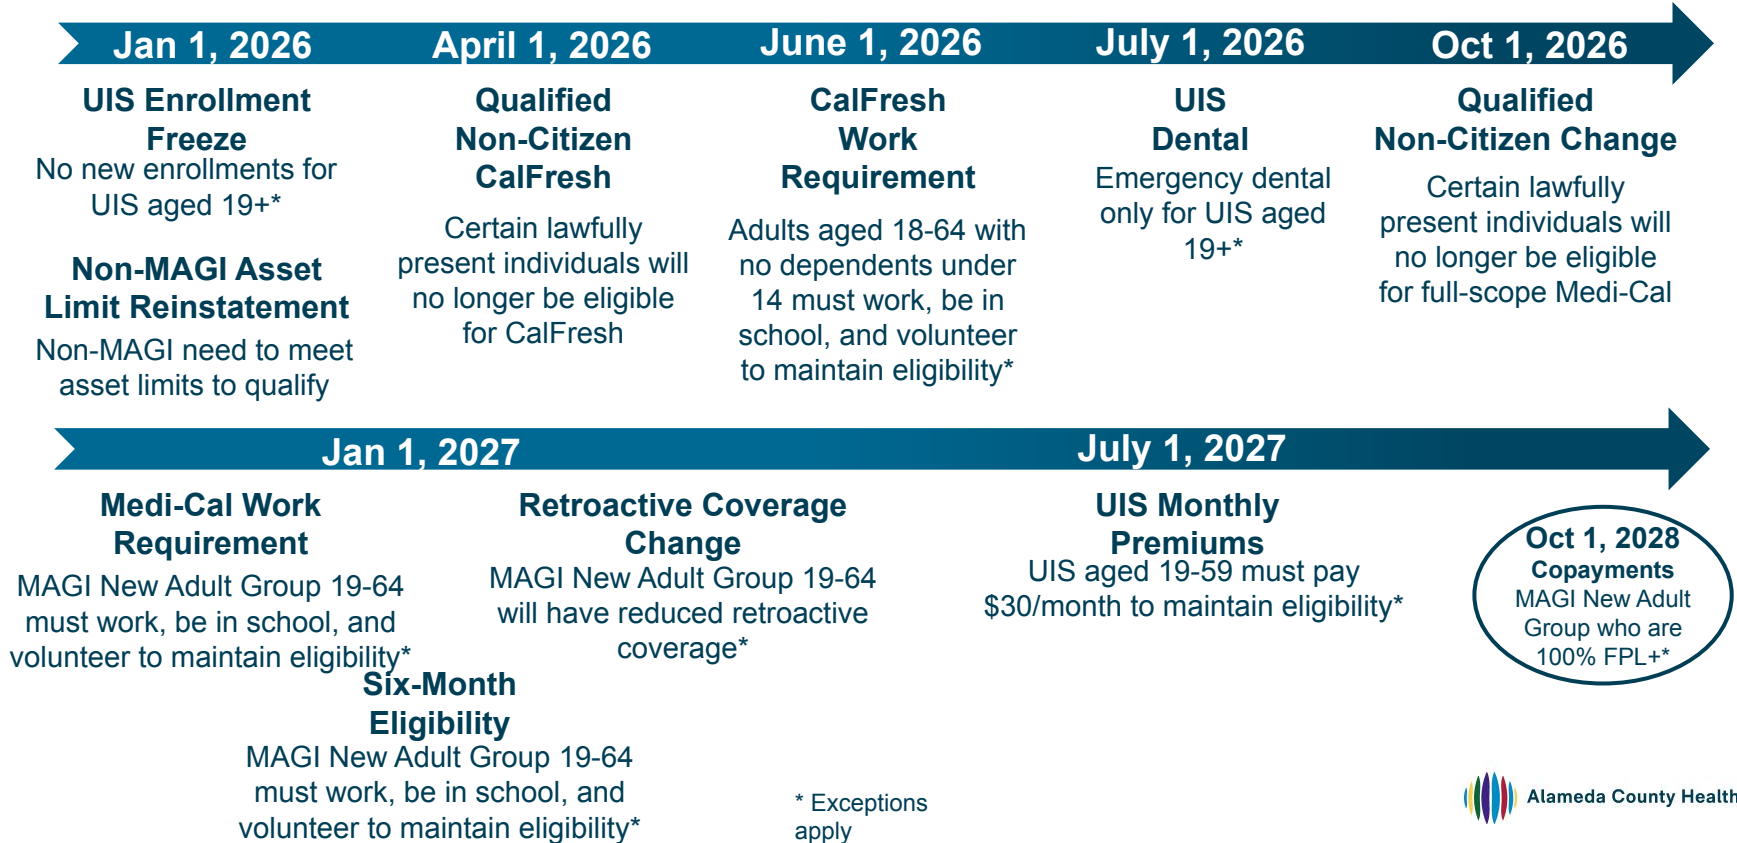 Jan 1, 2026
April 1, 2026
June 1, 2026
July 1, 2026
Oct 1, 2026
UIS Enrollment
Freeze
No new enrollments for
UIS aged 19+*
Non-MAGI Asset
Limit Reinstatement
Non-MAGI need to meet
asset limits to qualify
Qualified
Non-Citizen
CalFresh
Certain lawfully
present individuals will
no longer be eligible
for CalFresh
CalFresh
Work
Requirement
Adults aged 18-64 with
no dependents under
14 must work, be in
school, and volunteer
to maintain eligibility*
UIS
Dental
Emergency dental
only for UIS aged
19+*
Qualified
Non-Citizen Change
Certain lawfully
present individuals will
no longer be eligible
for full-scope Medi-Cal
Jan 1, 2027
July 1, 2027
Medi-Cal Work
Requirement
MAGI New Adult Group 19-64
must work, be in school, and
volunteer to maintain eligibility*
Retroactive Coverage
Change
MAGI New Adult Group 19-64
will have reduced retroactive
coverage*
Six-Month
Eligibility
MAGI New Adult Group 19-64
must work, be in school, and
volunteer to maintain eligibility*
UIS Monthly
Premiums
UIS aged 19-59 must pay
$30/month to maintain eligibility*
Oct 1, 2028
Copayments
MAGI New Adult
Group who are
100% FPL+*
* Exceptions
apply
Alameda County Health